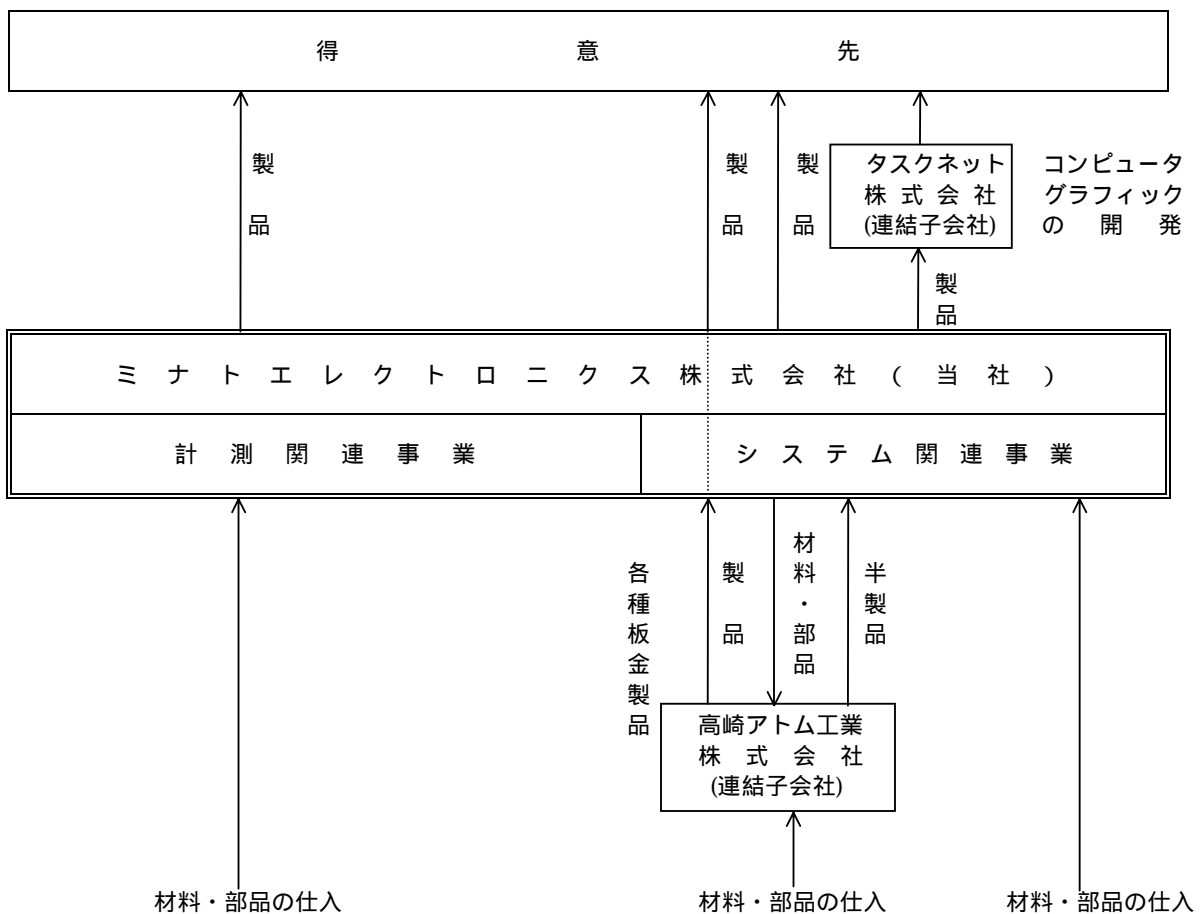 得意先
製品
製品
製品
タスクネット
株式会社
(連結子会社)
コンピュータ
グラフィック
の開発
製品
ミナトエレクトロニクス株式会社(当社)
計測関連事業
システム関連事業
各種板金製品
製品
材料・部品
半製品
高崎アトム工業
株式会社
(連結子会社)
材料・部品の仕入
材料・部品の仕入
材料・部品の仕入